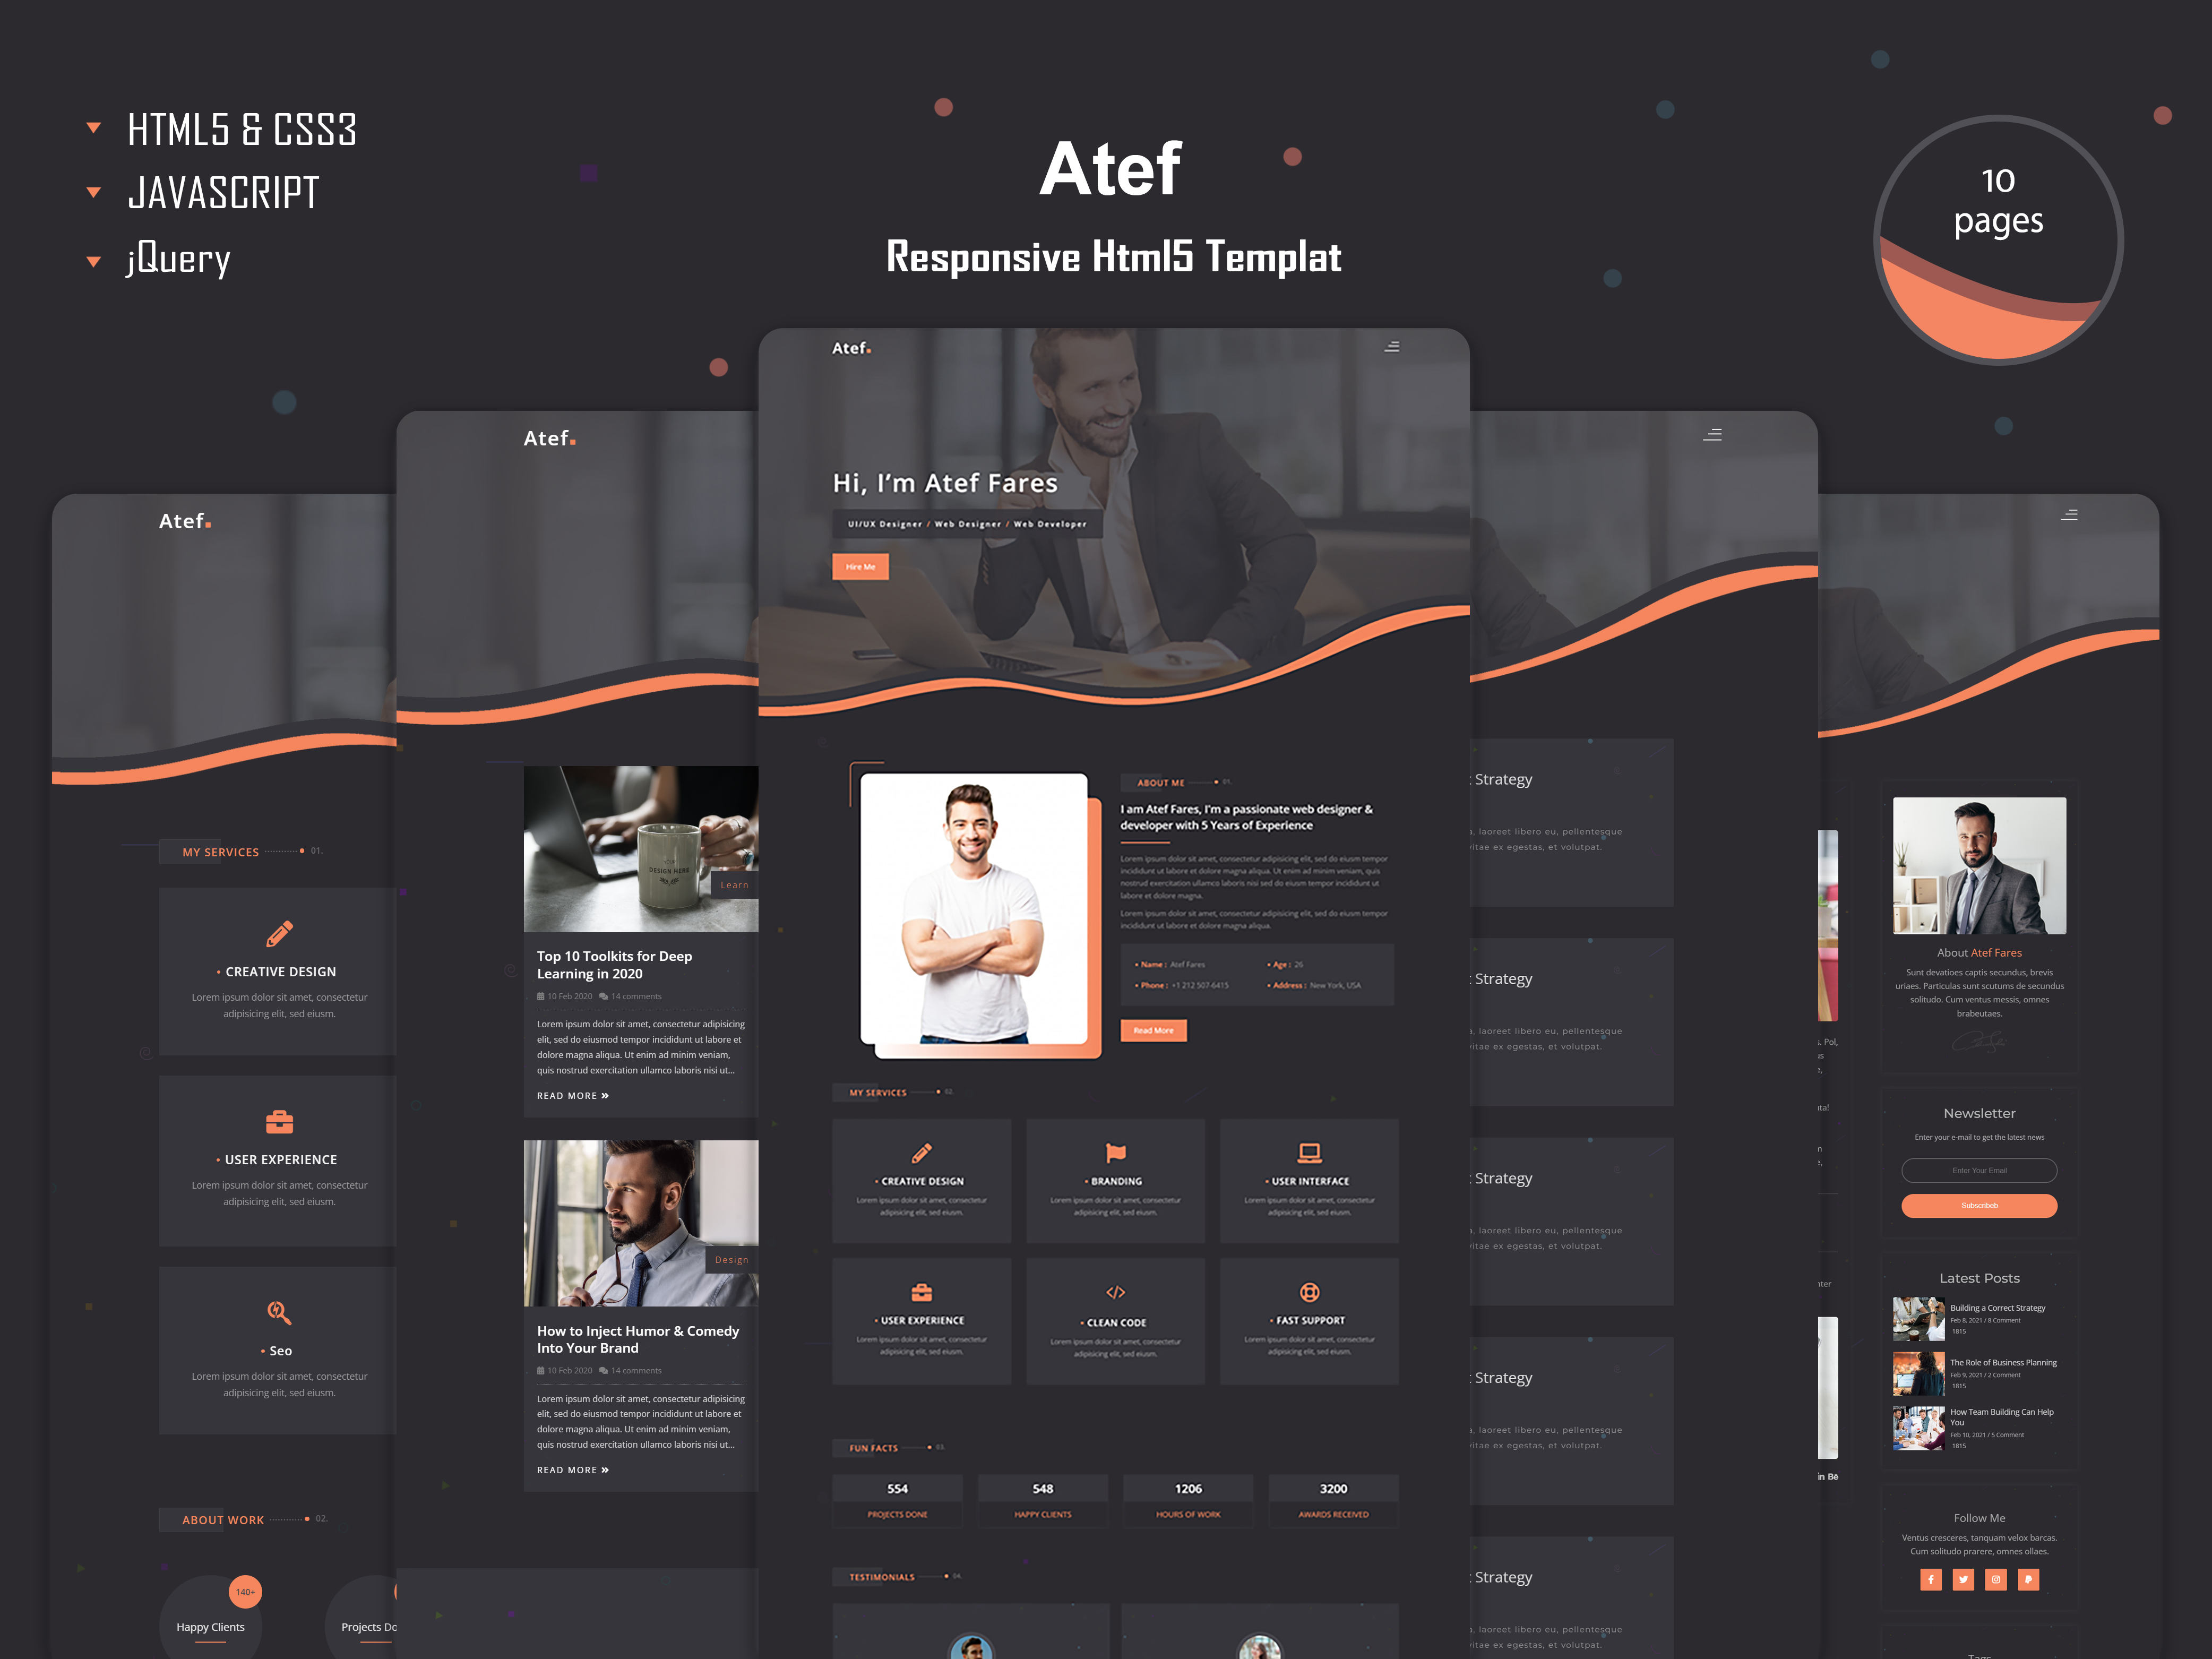 HTML5 & CSS3
JAVASCRIPT
jQuery
Atef
Responsive Html5 Templat
10
pages
Atef.
MY SERVICES
01.
CREATIVE DESIGN
Lorem ipsum dolor sit amet, consectetur
adipisicing elit, sed eiusm.
USER EXPERIENCE
Lorem ipsum dolor sit amet, consectetur
adipisicing elit, sed eiusm.
Seo
Lorem ipsum dolor sit amet, consectetur
adipisicing elit, sed eiusm.
ABOUT WORK
02.
140+
Happy Clients
Projects Do
Atef.
DESIGN HERE
Learn
Top 10 Toolkits for Deep
Learning in 2020
10 Feb 2020 14 comments
Lorem ipsum dolor sit amet, consectetur adipisicing
elit, sed do eiusmod tempor incididunt ut labore et
dolore magna aliqua. Ut enim ad minim veniam,
quis nostrud exercitation ullamco laboris nisi ut...
READ MORE »
Design
How to Inject Humor & Comedy
Into Your Brand
10 Feb 2020 14 comments
Lorem ipsum dolor sit amet, consectetur adipisicing
elit, sed do eiusmod tempor incididunt ut labore et
dolore magna aliqua. Ut enim ad minim veniam,
quis nostrud exercitation ullamco laboris nisi ut...
READ MORE »
Atef.
Hi, I'm Atef Fares
UI/UX Designer / Web Designer / Web Developer
Hire Me
ABOUT ME
01.
I am Atef Fares, I'm a passionate web designer &
developer with 5 Years of Experience
Lorem ipsum dolor sit amet, consectetur adipisicing elit, sed do eiusm tempor
incididunt ut labore et dolore magna aliqua. Ut enim ad minim veniam, quis
nostrud exercitation ullamco laboris nisi sed do eiusm tempor incididunt ut
labore et dolore magna.
Lorem ipsum dolor sit amet, consectetur adipisicing elit, sed do eiusm tempor
incididunt ut labore et dolore magna aliqua.
Name : Atef Fares
Age : 26
Phone : +1 212 507-6415
Address : New York, USA
Read More
MY SERVICES
02.
CREATIVE DESIGN
Lorem ipsum dolor sit amet, consectetur
adipisicing elit, sed eiusm.
BRANDING
Lorem ipsum dolor sit amet, consectetur
adipisicing elit, sed eiusm.
USER INTERFACE
Lorem ipsum dolor sit amet, consectetur
adipisicing elit, sed eiusm.
USER EXPERIENCE
Lorem ipsum dolor sit amet, consectetur
adipisicing elit, sed eiusm.
CLEAN CODE
Lorem ipsum dolor sit amet, consectetur
adipisicing elit, sed eiusm.
FAST SUPPORT
Lorem ipsum dolor sit amet, consectetur
adipisicing elit, sed eiusm.
FUN FACTS
03.
554
PROJECTS DONE
548
HAPPY CLIENTS
1206
HOURS OF WORK
3200
AWARDS RECEIVED
TESTIMONIALS
04.
Strategy
a, laoreet libero eu, pellentesque
vitae ex egestas, et volutpat.
Strategy
a, laoreet libero eu, pellentesque
vitae ex egestas, et volutpat.
Strategy
a, laoreet libero eu, pellentesque
vitae ex egestas, et volutpat.
Strategy
a, laoreet libero eu, pellentesque
vitae ex egestas, et volutpat.
Strategy
a, laoreet libero eu, pellentesque
vitae ex egestas, et volutpat.
. Pol,
us
ta!
nter
in Be
About Atef Fares
Sunt devatioes captis secundus, brevis
uriaes. Particulas sunt scutums de secundus
solitudo. Cum ventus messis, omnes
brabeutaes.
Newsletter
Enter your e-mail to get the latest news
Enter Your Email
Subscribeb
Latest Posts
Building a Correct Strategy
Feb 8, 2021 / 8 Comment
1815
The Role of Business Planning
Feb 9, 2021 / 2 Comment
1815
How Team Building Can Help
You
Feb 10, 2021 / 5 Comment
1815
Follow Me
Ventus cresceres, tanquam velox barcas.
Cum solitudo prarere, omnes ollaes.
Tags